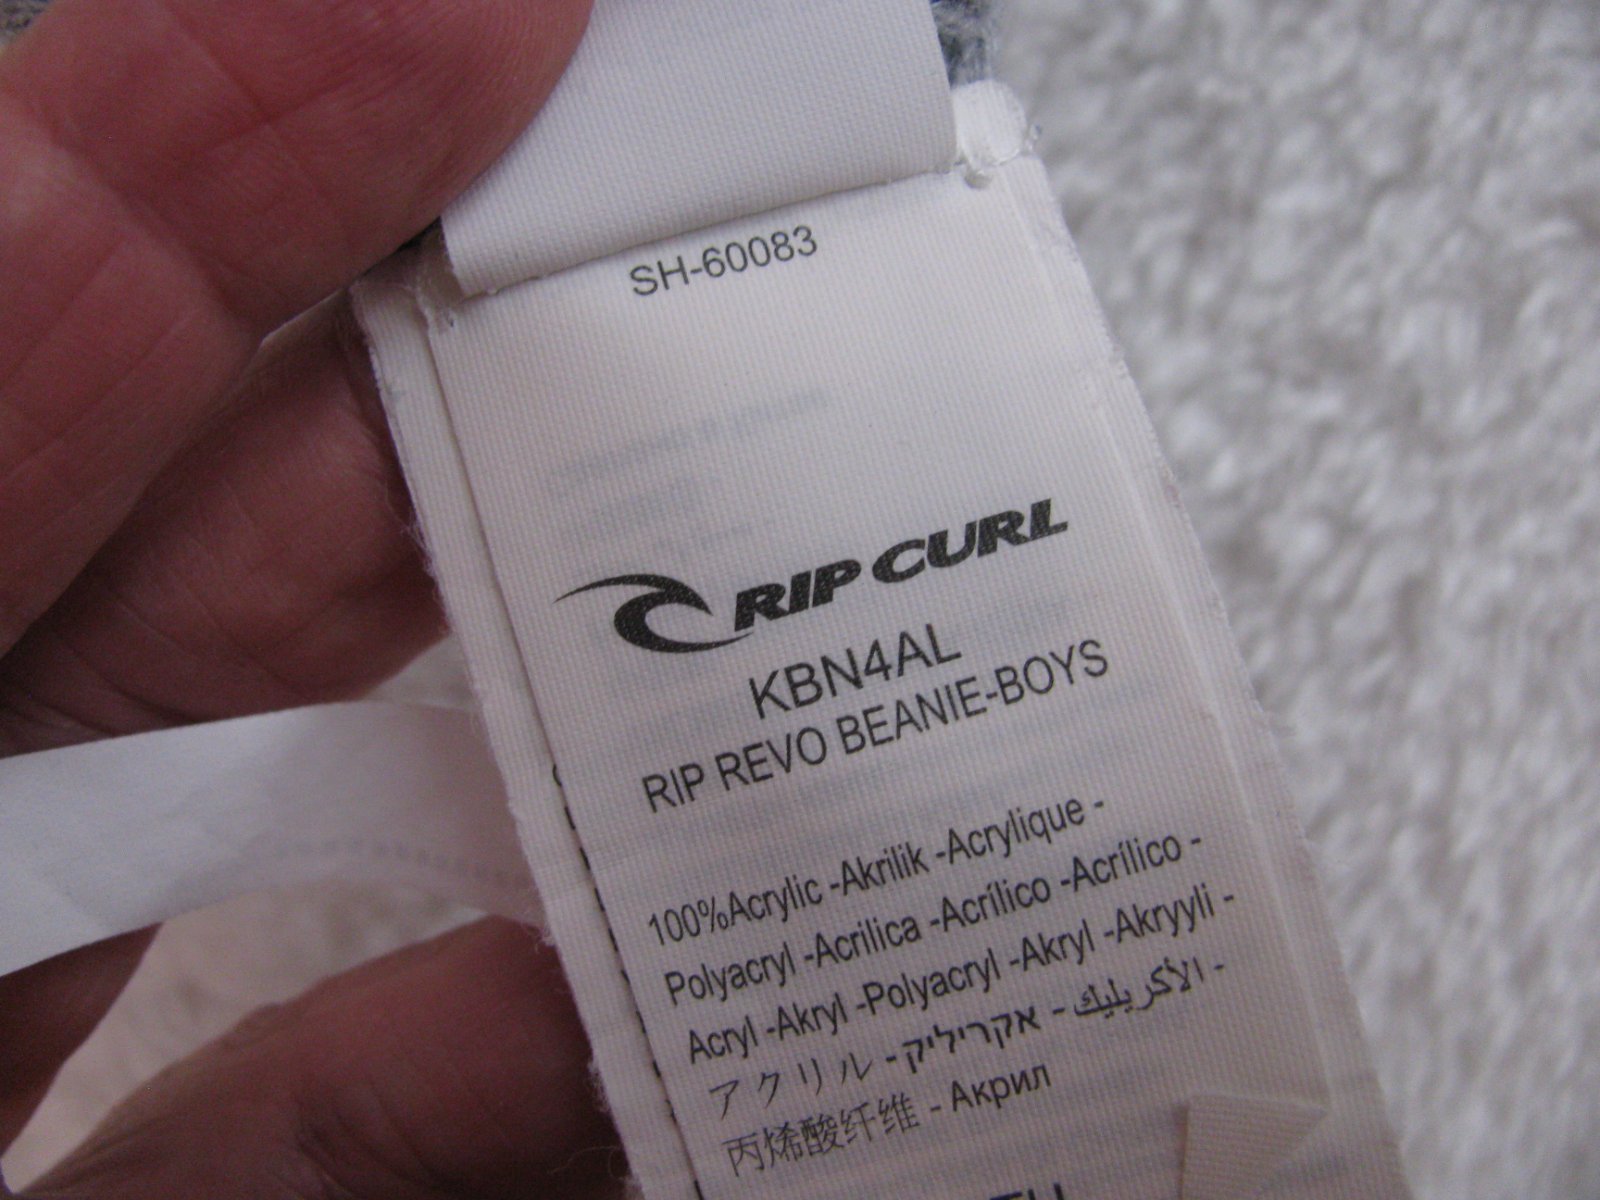 SH-60083
RIP CURL
KBN4AL
RIP REVO BEANIE-BOYS
100%Acrylic -Akrilik -Acrylique -
Polyacryl -Acrilica -Acrílico -Acrílico -
Acryl -Akryl -Polyacryl -Akryl -Akryyli -
アクリル - אקריליק - الأكريليك -
丙烯酸纤维 - Акрил